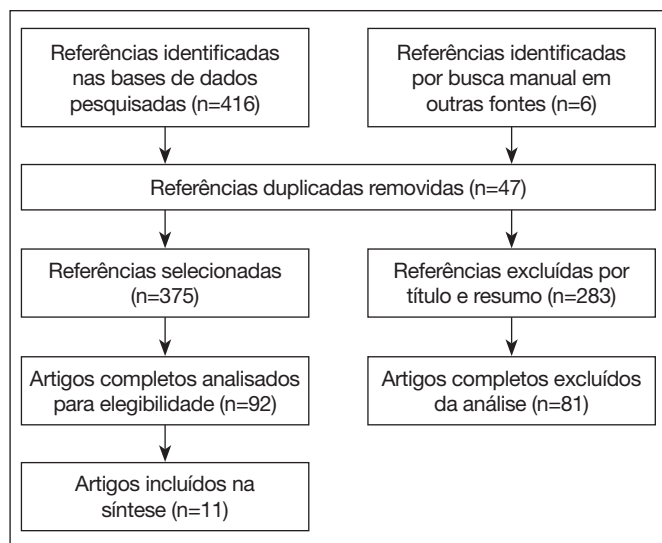 Referências identificadas
nas bases de dados
pesquisadas (n=416)
Referências identificadas
por busca manual em
outras fontes (n=6)
Referências duplicadas removidas (n=47)
Referências selecionadas
(n=375)
Referências excluídas por
título e resumo (n=283)
Artigos completos analisados
para elegibilidade (n=92)
Artigos completos excluídos
da análise (n=81)
Artigos incluídos na
síntese (n=11)